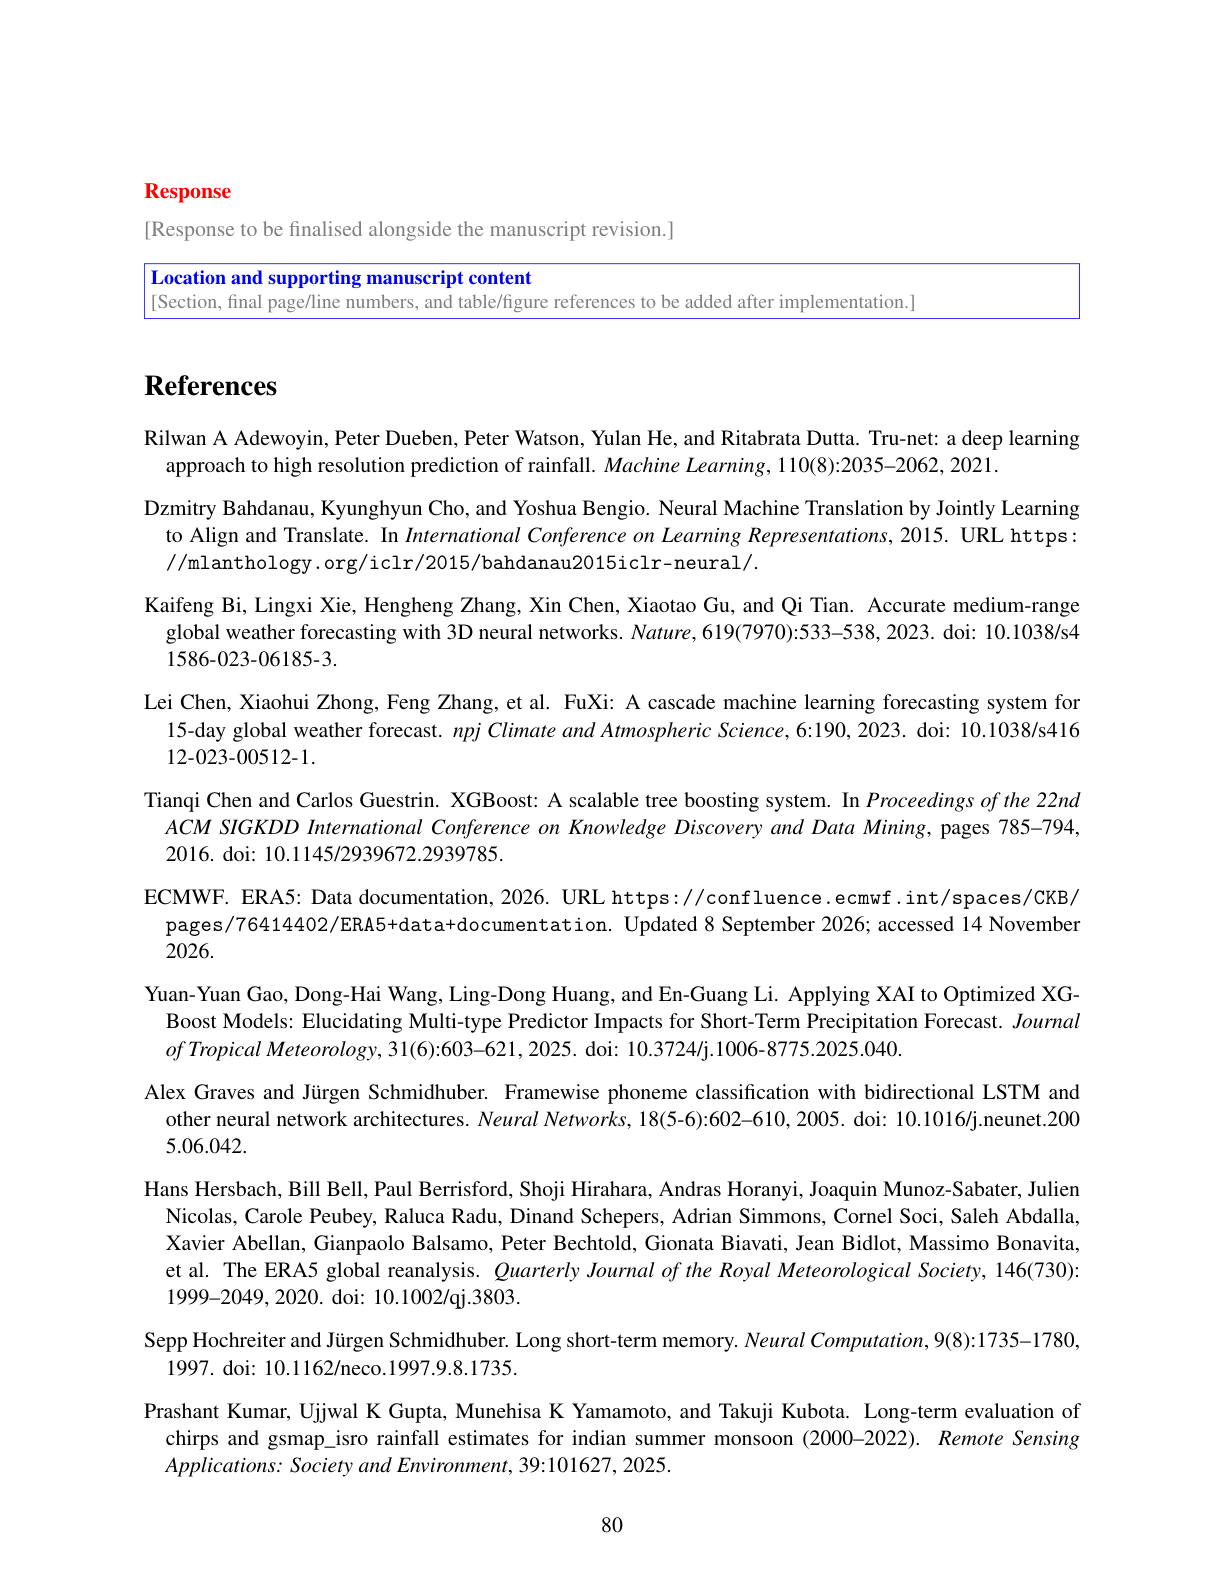 Response
[Response to be finalised alongside the manuscript revision.]
Location and supporting manuscript content
[Section, final page/line numbers, and table/figure references to be added after implementation.]
References
Rilwan A Adewoyin, Peter Dueben, Peter Watson, Yulan He, and Ritabrata Dutta. Tru-net: a deep learning
approach to high resolution prediction of rainfall. Machine Learning, 110(8):2035–2062, 2021.
Dzmitry Bahdanau, Kyunghyun Cho, and Yoshua Bengio. Neural Machine Translation by Jointly Learning
to Align and Translate. In International Conference on Learning Representations, 2015. URL https:
//mlanthology.org/iclr/2015/bahdanau2015iclr-neural/.
Kaifeng Bi, Lingxi Xie, Hengheng Zhang, Xin Chen, Xiaotao Gu, and Qi Tian. Accurate medium-range
global weather forecasting with 3D neural networks. Nature, 619(7970):533–538, 2023. doi: 10.1038/s4
1586-023-06185-3.
Lei Chen, Xiaohui Zhong, Feng Zhang, et al. FuXi: A cascade machine learning forecasting system for
15-day global weather forecast. npj Climate and Atmospheric Science, 6:190, 2023. doi: 10.1038/s416
12-023-00512-1.
Tianqi Chen and Carlos Guestrin. XGBoost: A scalable tree boosting system. In Proceedings of the 22nd
ACM SIGKDD International Conference on Knowledge Discovery and Data Mining, pages 785–794,
2016. doi: 10.1145/2939672.2939785.
ECMWF. ERA5: Data documentation, 2026. URL https://confluence.ecmwf.int/spaces/CKB/
pages/76414402/ERA5+data+documentation. Updated 8 September 2026; accessed 14 November
2026.
Yuan-Yuan Gao, Dong-Hai Wang, Ling-Dong Huang, and En-Guang Li. Applying XAI to Optimized XG-
Boost Models: Elucidating Multi-type Predictor Impacts for Short-Term Precipitation Forecast. Journal
of Tropical Meteorology, 31(6):603–621, 2025. doi: 10.3724/j.1006-8775.2025.040.
Alex Graves and Jürgen Schmidhuber. Framewise phoneme classification with bidirectional LSTM and
other neural network architectures. Neural Networks, 18(5-6):602–610, 2005. doi: 10.1016/j.neunet.200
5.06.042.
Hans Hersbach, Bill Bell, Paul Berrisford, Shoji Hirahara, Andras Horanyi, Joaquin Munoz-Sabater, Julien
Nicolas, Carole Peubey, Raluca Radu, Dinand Schepers, Adrian Simmons, Cornel Soci, Saleh Abdalla,
Xavier Abellan, Gianpaolo Balsamo, Peter Bechtold, Gionata Biavati, Jean Bidlot, Massimo Bonavita,
et al. The ERA5 global reanalysis. Quarterly Journal of the Royal Meteorological Society, 146(730):
1999–2049, 2020. doi: 10.1002/qj.3803.
Sepp Hochreiter and Jürgen Schmidhuber. Long short-term memory. Neural Computation, 9(8):1735–1780,
1997. doi: 10.1162/neco.1997.9.8.1735.
Prashant Kumar, Ujjwal K Gupta, Munehisa K Yamamoto, and Takuji Kubota. Long-term evaluation of
chirps and gsmap_isro rainfall estimates for indian summer monsoon (2000–2022). Remote Sensing
Applications: Society and Environment, 39:101627, 2025.
80